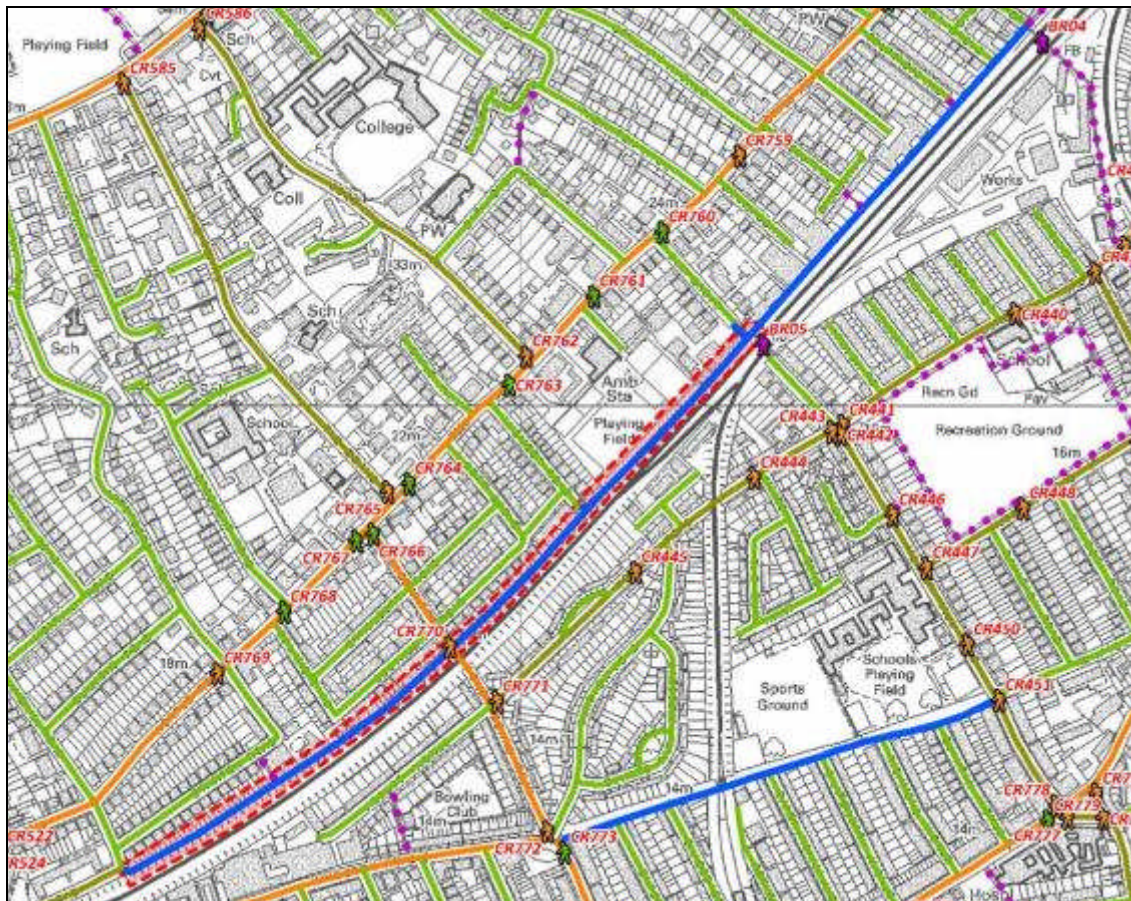 CR586
Sch
PW
BR04
FB
Playing Field
CR585
Cvt
College
CR759
Works
Coll
24m
CR760
PW
33m
CR761
CR440
Sch
CR762
BR05
School
Sch
CR763
Amb
Sta
Recn Gd
CR441
CR443
CR442
Playing
Field
Recreation Ground
School
22m
16m
CR764
CR444
CR765
CR446
CR448
CR766
CR767
CR445
CR447
CR768
CR770
CR450
19m
CR769
Schools
Playing
Field
CR771
CR451
Sports
Ground
14m
14m
Bowling
Club
14m
CR778
CR779
CR522
CR772
CR773
14m
CR777
CR524
Hospl